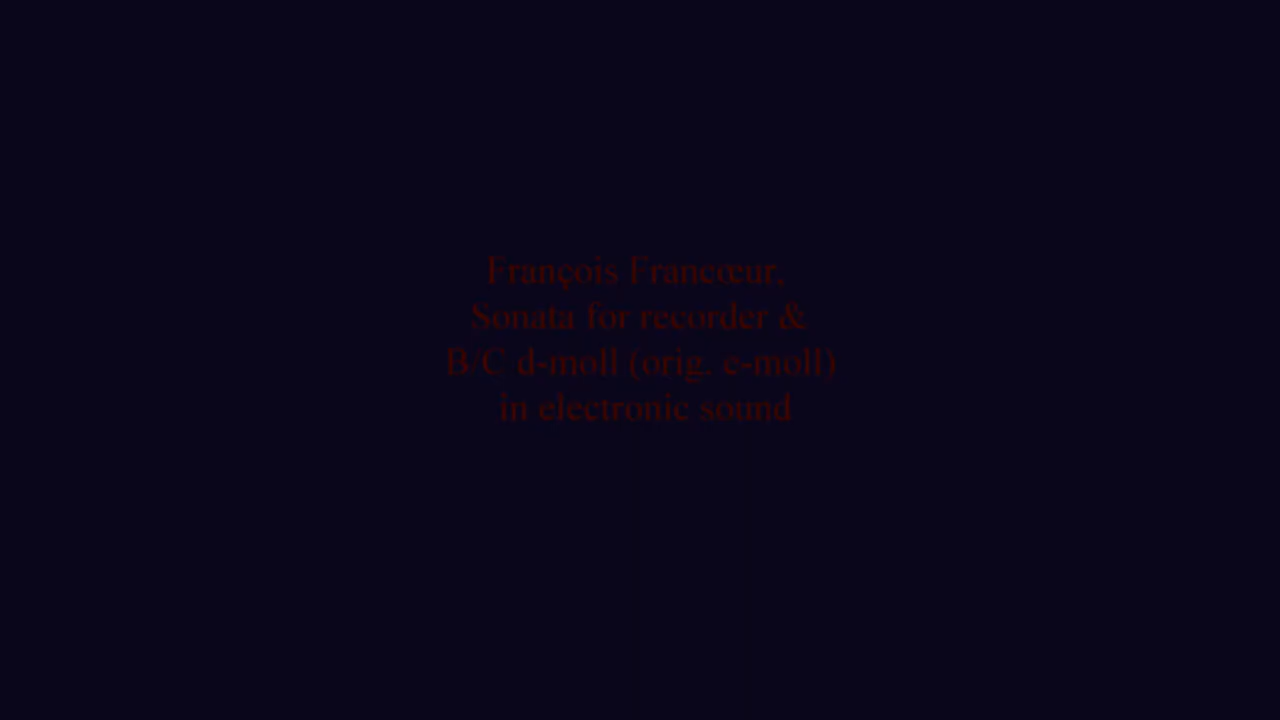 François Francœur,
Sonata for recorder &
B/C d-moll (orig. e-moll)
in electronic sound